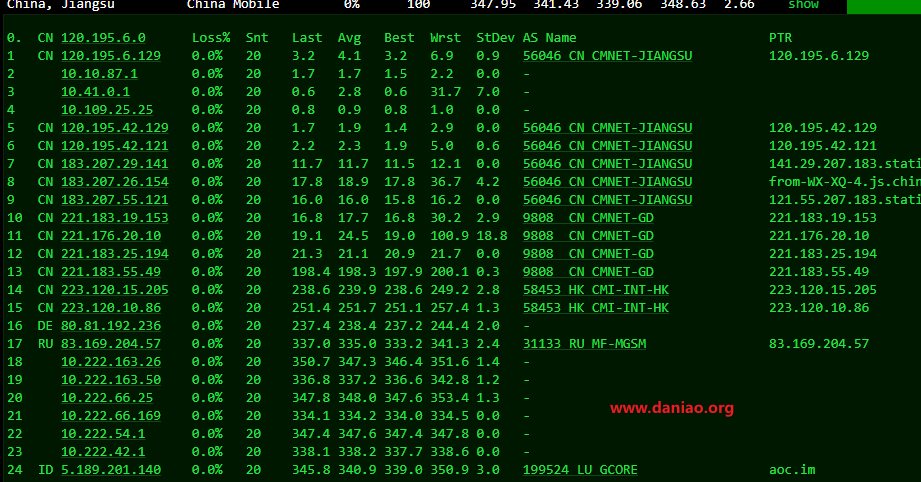 China, Jiangsu China Mobile 0% 100 347.95 341.43 339.06 348.63 2.66 show
0. CN 120.195.6.0 Loss% Snt Last Avg Best Wrst StDev AS Name PTR
1 CN 120.195.6.129 0.0% 20 3.2 4.1 3.2 6.9 0.9 56046 CN CMNET-JIANGSU 120.195.6.129
2 10.10.87.1 0.0% 20 1.7 1.7 1.5 2.2 0.0 -
3 10.41.0.1 0.0% 20 0.6 2.8 0.6 31.7 7.0 -
4 10.109.25.25 0.0% 20 0.8 0.9 0.8 1.0 0.0 -
5 CN 120.195.42.129 0.0% 20 1.7 1.9 1.4 2.9 0.0 56046 CN CMNET-JIANGSU 120.195.42.129
6 CN 120.195.42.121 0.0% 20 2.2 2.3 1.9 5.0 0.6 56046 CN CMNET-JIANGSU 120.195.42.121
7 CN 183.207.29.141 0.0% 20 11.7 11.7 11.5 12.1 0.0 56046 CN CMNET-JIANGSU 141.29.207.183.stati
8 CN 183.207.26.154 0.0% 20 17.8 18.9 17.8 36.7 4.2 56046 CN CMNET-JIANGSU from-WX-XQ-4.js.chin
9 CN 183.207.55.121 0.0% 20 16.0 16.0 15.8 16.2 0.0 56046 CN CMNET-JIANGSU 121.55.207.183.stati
10 CN 221.183.19.153 0.0% 20 16.8 17.7 16.8 30.2 2.9 9808 CN CMNET-GD 221.183.19.153
11 CN 221.176.20.10 0.0% 20 19.1 24.5 19.0 100.9 18.8 9808 CN CMNET-GD 221.176.20.10
12 CN 221.183.25.194 0.0% 20 21.3 21.1 20.9 21.7 0.0 9808 CN CMNET-GD 221.183.25.194
13 CN 221.183.55.49 0.0% 20 198.4 198.3 197.9 200.1 0.3 9808 CN CMNET-GD 221.183.55.49
14 CN 223.120.15.205 0.0% 20 238.6 239.9 238.6 249.2 2.8 58453 HK CMI-INT-HK 223.120.15.205
15 CN 223.120.10.86 0.0% 20 251.4 251.7 251.1 257.4 1.3 58453 HK CMI-INT-HK 223.120.10.86
16 DE 80.81.192.236 0.0% 20 237.4 238.4 237.2 244.4 2.0 -
17 RU 83.169.204.57 0.0% 20 337.0 335.0 333.2 341.3 2.4 31133 RU MF-MGSM 83.169.204.57
18 10.222.163.26 0.0% 20 350.7 347.3 346.4 351.6 1.4 -
19 10.222.163.50 0.0% 20 336.8 337.2 336.6 342.8 1.2 -
20 10.222.66.25 0.0% 20 347.8 348.0 347.6 353.4 1.3 -
21 10.222.66.169 0.0% 20 334.1 334.2 334.0 334.5 0.0 -
22 10.222.54.1 0.0% 20 347.4 347.6 347.4 347.8 0.0 -
23 10.222.42.1 0.0% 20 338.1 338.2 337.7 338.6 0.0 -
24 ID 5.189.201.140 0.0% 20 345.8 340.9 339.0 350.9 3.0 199524 LU GCORE aoc.im
www.daniao.org